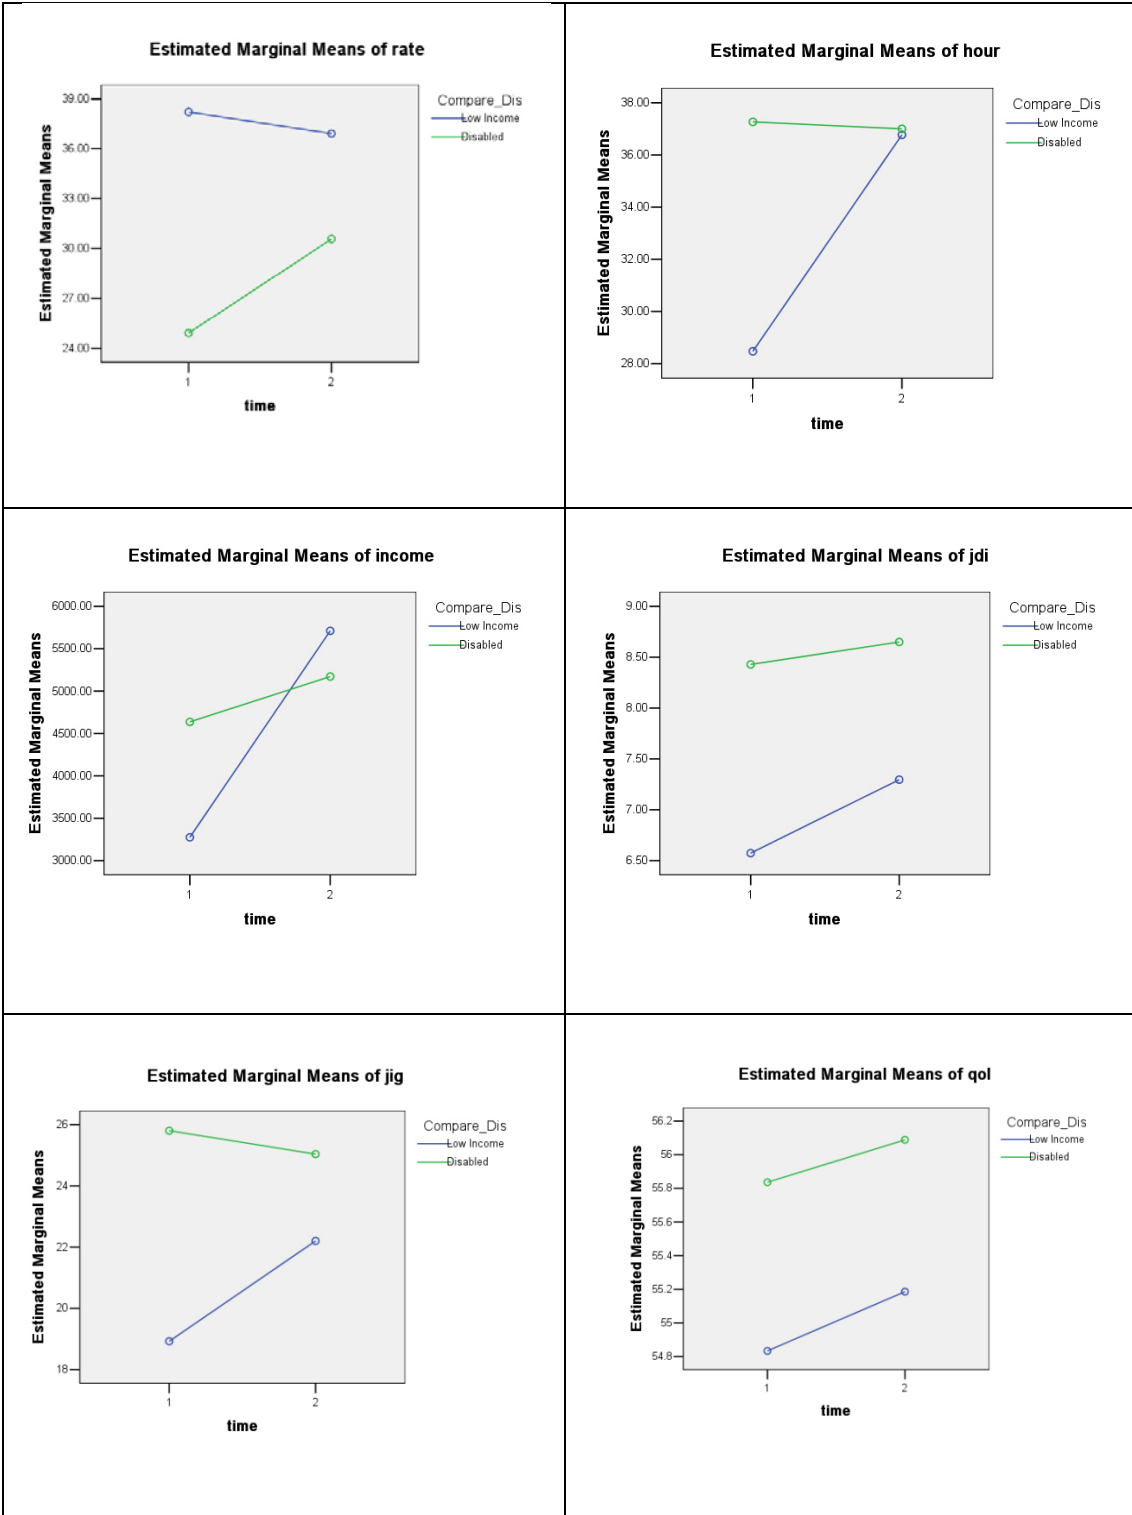 Estimated Marginal Means of rate
Compare_Dis
Low Income
Disabled
Estimated Marginal Means
39.00
36.00
33.00
30.00
27.00
24.00
1 2
time
Estimated Marginal Means of hour
Compare_Dis
Low Income
Disabled
Estimated Marginal Means
38.00
36.00
34.00
32.00
30.00
28.00
1 2
time
Estimated Marginal Means of income
Compare_Dis
Low Income
Disabled
Estimated Marginal Means
6000.00
5500.00
5000.00
4500.00
4000.00
3500.00
3000.00
1 2
time
Estimated Marginal Means of jdi
Compare_Dis
Low Income
Disabled
Estimated Marginal Means
9.00
8.50
8.00
7.50
7.00
6.50
1 2
time
Estimated Marginal Means of jig
Compare_Dis
Low Income
Disabled
Estimated Marginal Means
26
24
22
20
18
1 2
time
Estimated Marginal Means of qol
Compare_Dis
Low Income
Disabled
Estimated Marginal Means
56.2
56
55.8
55.6
55.4
55.2
55
54.8
1 2
time